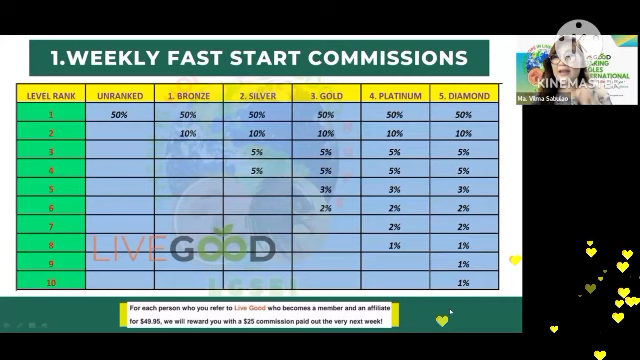 1.WEEKLY FAST START COMMISSIONS
LEVEL RANK UNRANKED 1. BRONZE 2. SILVER 3. GOLD 4. PLATINUM 5. DIAMOND
1 50% 50% 50% 50% 50% 50%
2 10% 10% 10% 10% 10%
3 5% 5% 5% 5%
4 5% 5% 5% 5%
5 3% 3% 3%
6 2% 2% 2%
7 2% 2%
8 1% 1%
9 1%
10 1%
LIVEGOOD
For each person who you refer to Live Good who becomes a member and an affiliate
for $49.95, we will reward you with a $25 commission paid out the very next week!
GOOD
KINEMASTER
Ma. Vilma Sabulao